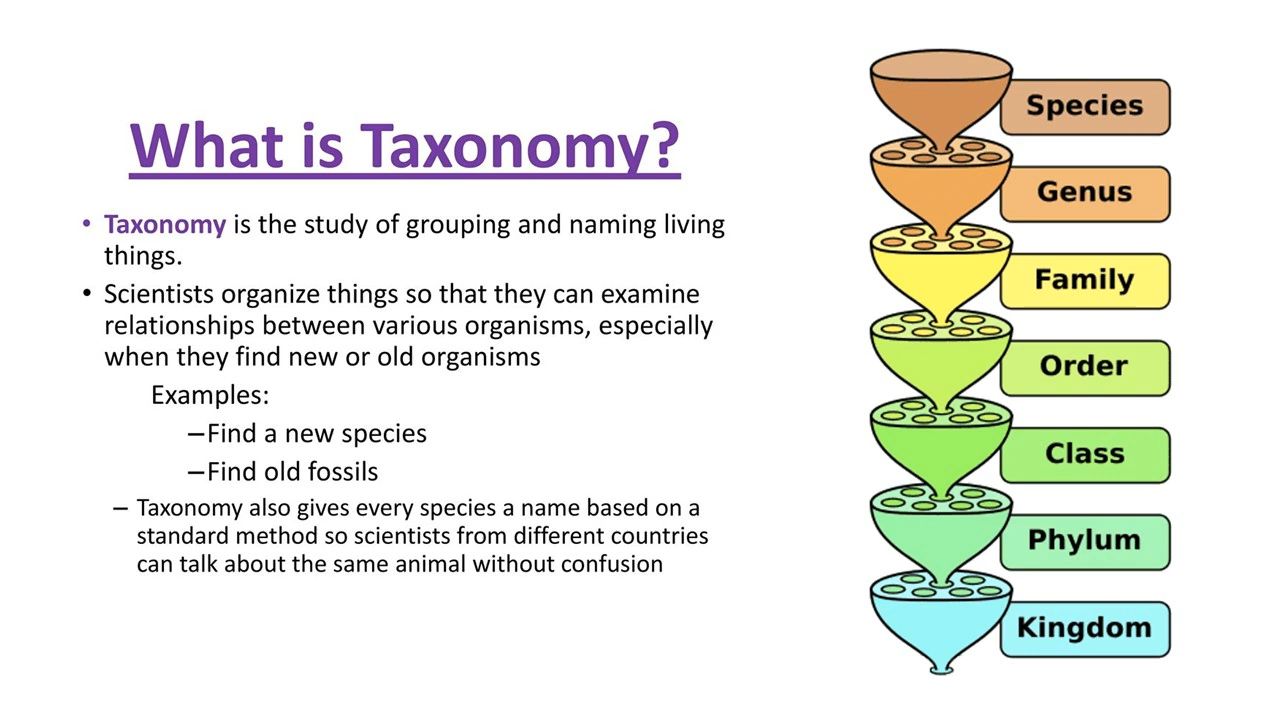 What is Taxonomy?
• Taxonomy is the study of grouping and naming living
things.
• Scientists organize things so that they can examine
relationships between various organisms, especially
when they find new or old organisms
Examples:
–Find a new species
–Find old fossils
– Taxonomy also gives every species a name based on a
standard method so scientists from different countries
can talk about the same animal without confusion
Species
Genus
Family
Order
Class
Phylum
Kingdom